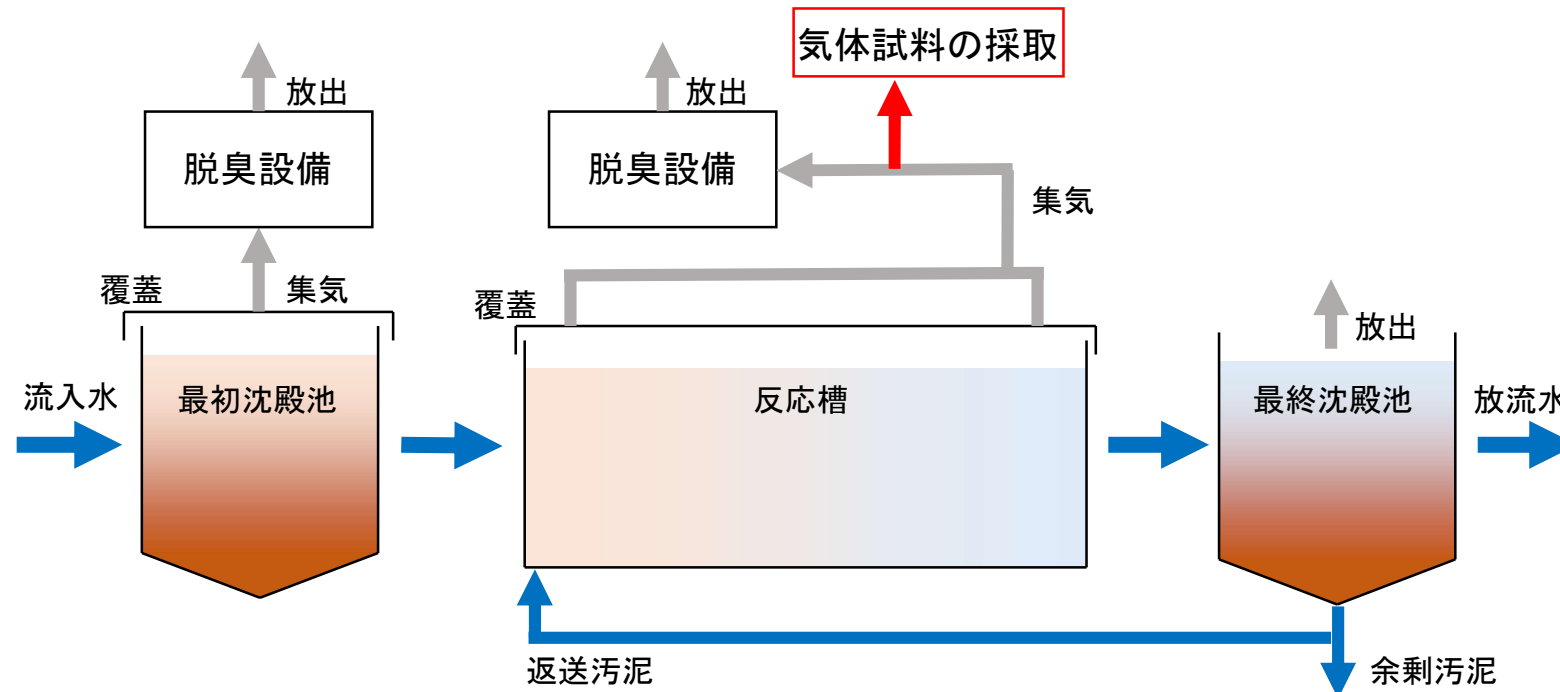 気体試料の採取
放出
放出
脱臭設備
脱臭設備
集気
覆蓋
集気
覆蓋
放出
流入水
最初沈殿池
反応槽
最終沈殿池
放流水
返送汚泥
余剰汚泥